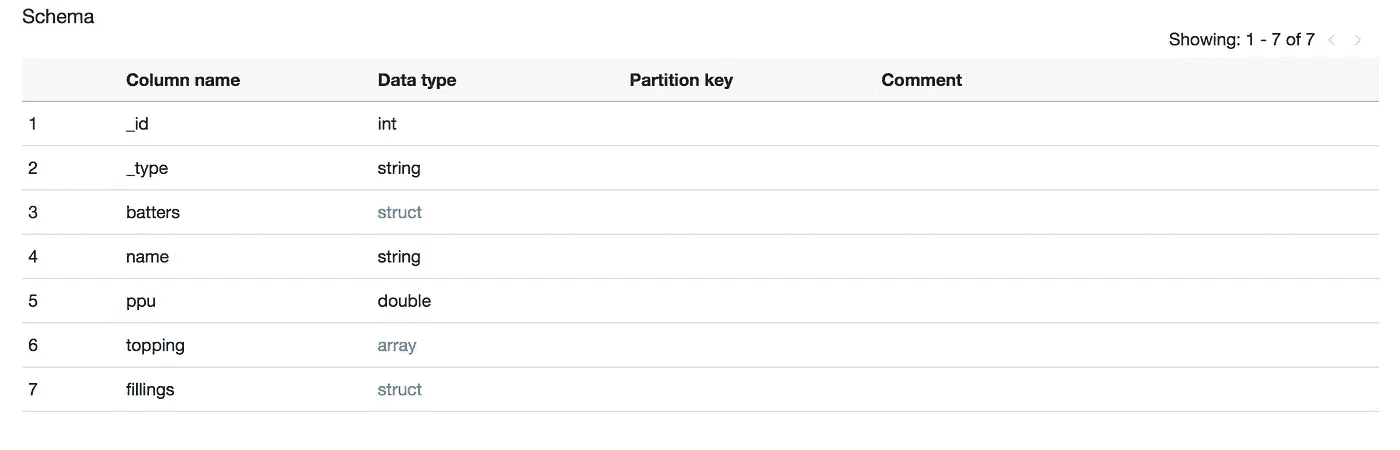 Schema
Showing: 1 - 7 of 7 < >
Column name Data type Partition key Comment
1 _id int
2 _type string
3 batters struct
4 name string
5 ppu double
6 topping array
7 fillings struct